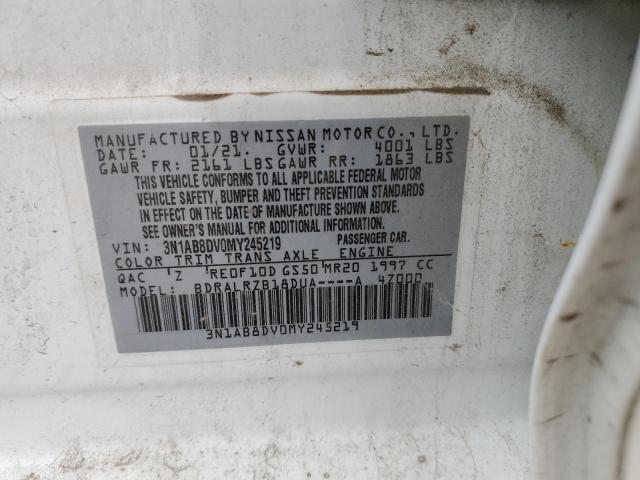 MANUFACTURED BY NISSAN MOTOR CO., LTD.
DATE: 01/21. GVWR: 4001 LBS
GAWR FR: 2161 LBS GAWR RR: 1863 LBS
THIS VEHICLE CONFORMS TO ALL APPLICABLE FEDERAL MOTOR
VEHICLE SAFETY, BUMPER AND THEFT PREVENTION STANDARDS
IN EFFECT ON THE DATE OF MANUFACTURE SHOWN ABOVE.
SEE OWNER'S MANUAL FOR MORE INFORMATION
VIN: 3N1AB8DV0MY245219 PASSENGER CAR.
COLOR TRIM TRANS AXLE ENGINE
QAC 'Z 'RE0F10D GS50 'MR20 1997 CC
MODEL: BDRALRZB18DUA----A 47000
3N1AB8DV0MY245219